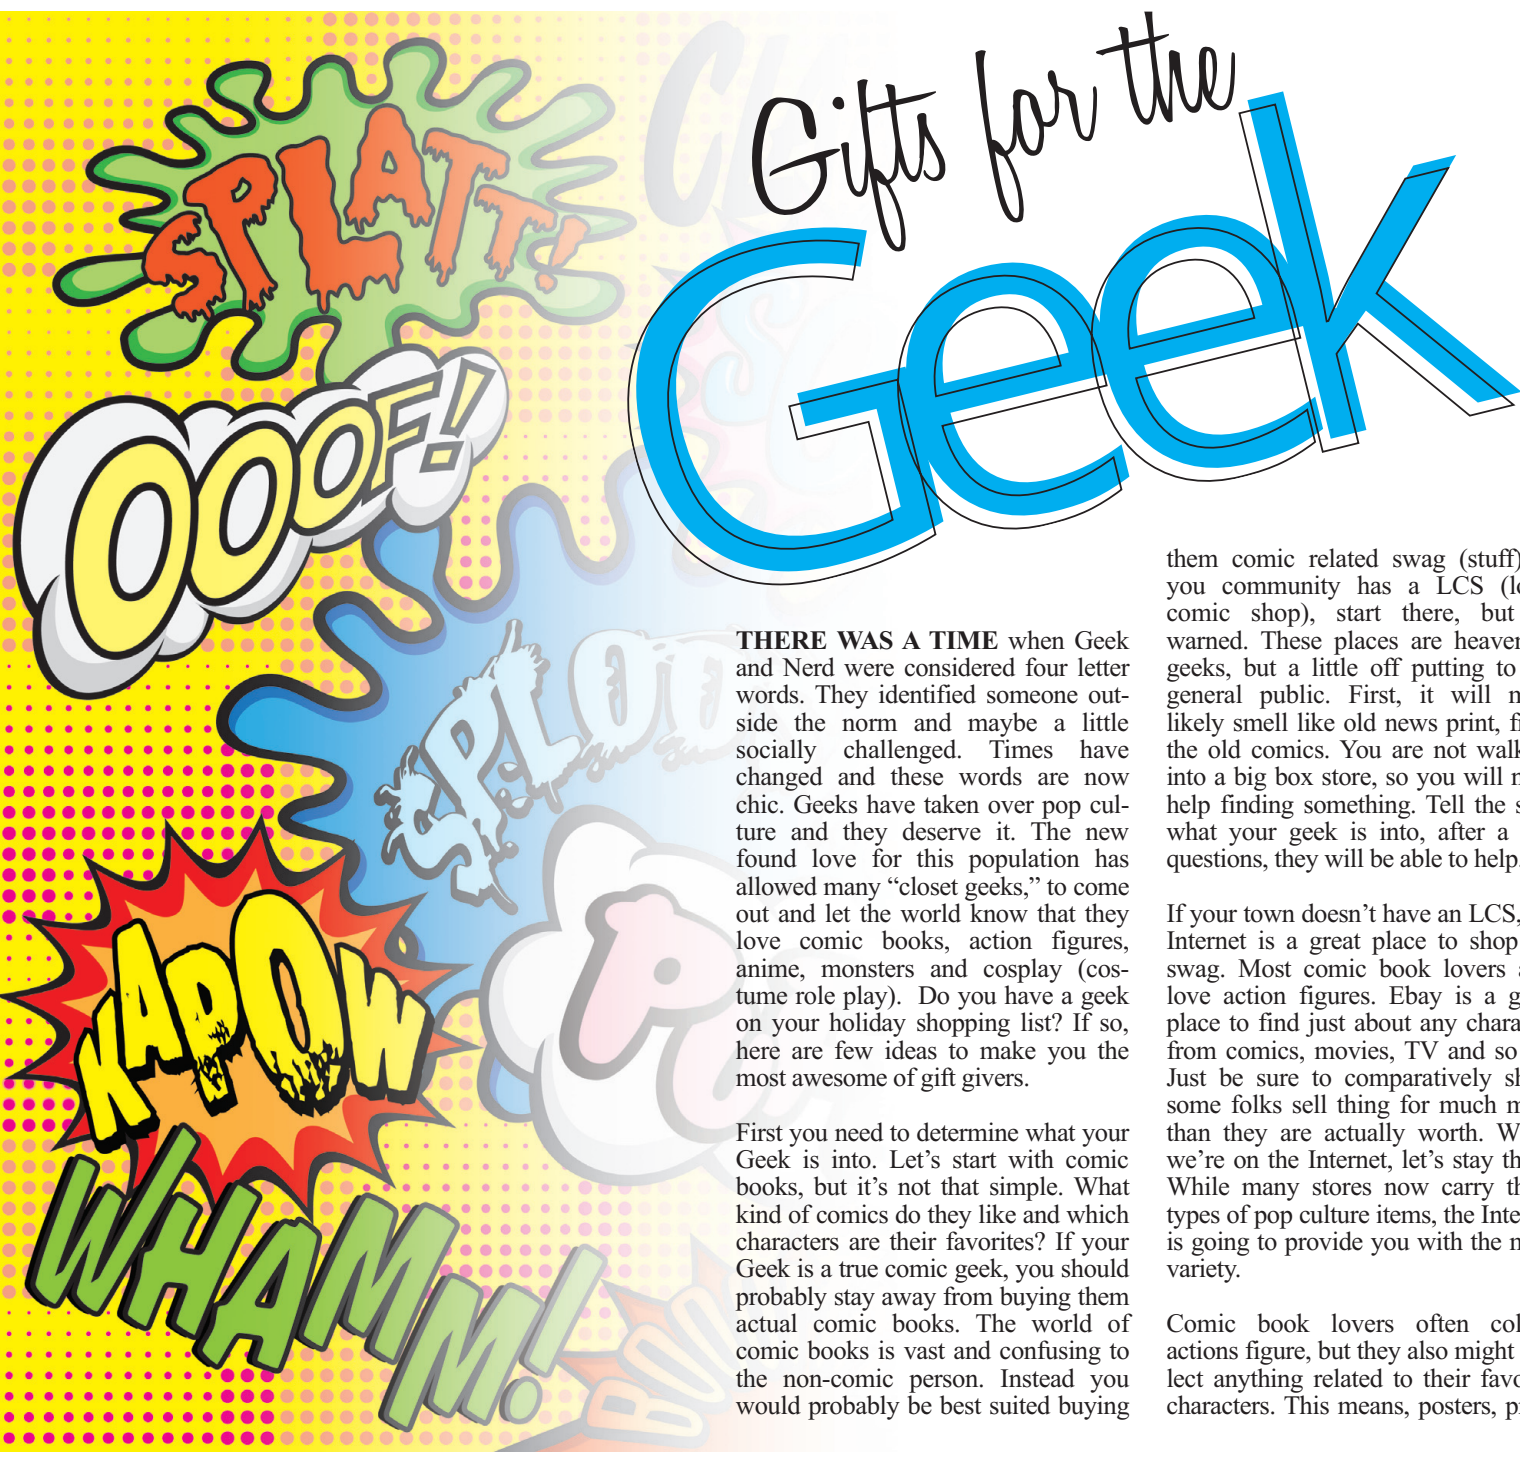 SPLATT!
OOOF!
SPLOO
KAPOW
WHAMM!
Gifts for the
Geek
THERE WAS A TIME when Geek
and Nerd were considered four letter
words. They identified someone out-
side the norm and maybe a little
socially challenged. Times have
changed and these words are now
chic. Geeks have taken over pop cul-
ture and they deserve it. The new
found love for this population has
allowed many “closet geeks,” to come
out and let the world know that they
love comic books, action figures,
anime, monsters and cosplay (cos-
tume role play). Do you have a geek
on your holiday shopping list? If so,
here are few ideas to make you the
most awesome of gift givers.
First you need to determine what your
Geek is into. Let’s start with comic
books, but it’s not that simple. What
kind of comics do they like and which
characters are their favorites? If your
Geek is a true comic geek, you should
probably stay away from buying them
actual comic books. The world of
comic books is vast and confusing to
the non-comic person. Instead you
would probably be best suited buying
them comic related swag (stuff)
you community has a LCS (lo
comic shop), start there, but
warned. These places are heaven
geeks, but a little off putting to
general public. First, it will m
likely smell like old news print, fr
the old comics. You are not walk
into a big box store, so you will n
help finding something. Tell the s
what your geek is into, after a
questions, they will be able to help.
If your town doesn’t have an LCS,
Internet is a great place to shop
swag. Most comic book lovers a
love action figures. Ebay is a g
place to find just about any chara
from comics, movies, TV and so
Just be sure to comparatively sh
some folks sell thing for much m
than they are actually worth. W
we’re on the Internet, let’s stay th
While many stores now carry th
types of pop culture items, the Inte
is going to provide you with the m
variety.
Comic book lovers often col
actions figure, but they also might
lect anything related to their favo
characters. This means, posters, p